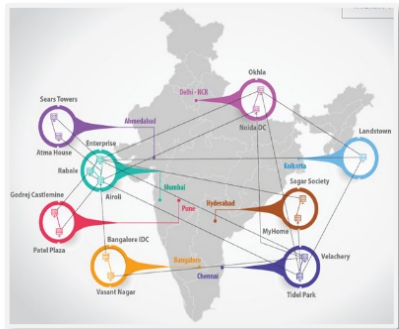 Okhla
Delhi - NCR
Sears Towers
Ahmedabad
Noida DC
Atma House
Enterprise
Landstown
Rabale
Kolkatta
Airoli
Mumbai
Sagar Society
Godrej Castlemine
Pune
Hyderabad
MyHome
Patel Plaza
Bangalore IDC
Velachery
Bangalore
Chennai
Vasant Nagar
Tidel Park